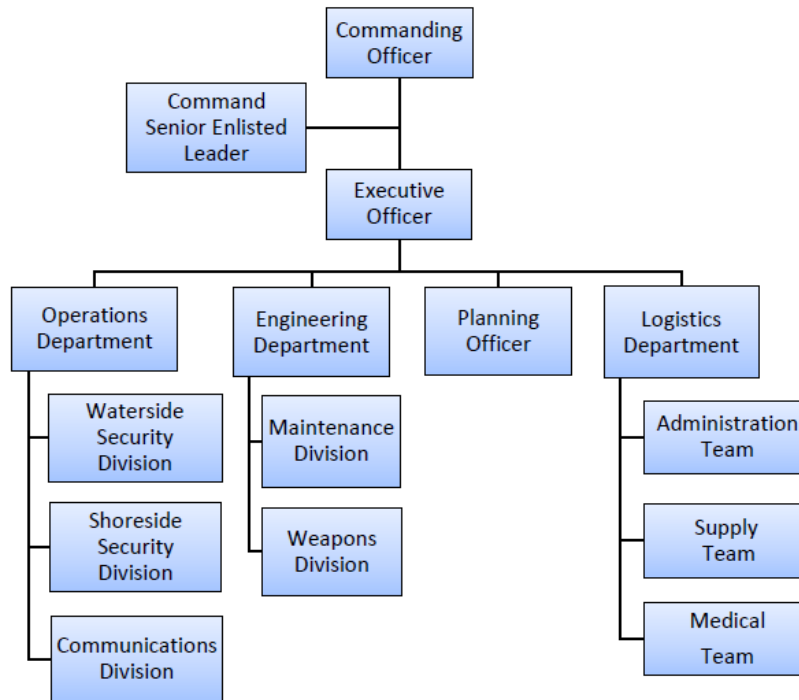 Commanding
Officer
Command
Senior Enlisted
Leader
Executive
Officer
Operations
Department
Engineering
Department
Planning
Officer
Logistics
Department
Waterside
Security
Division
Shoreside
Security
Division
Communications
Division
Maintenance
Division
Weapons
Division
Administration
Team
Supply
Team
Medical
Team